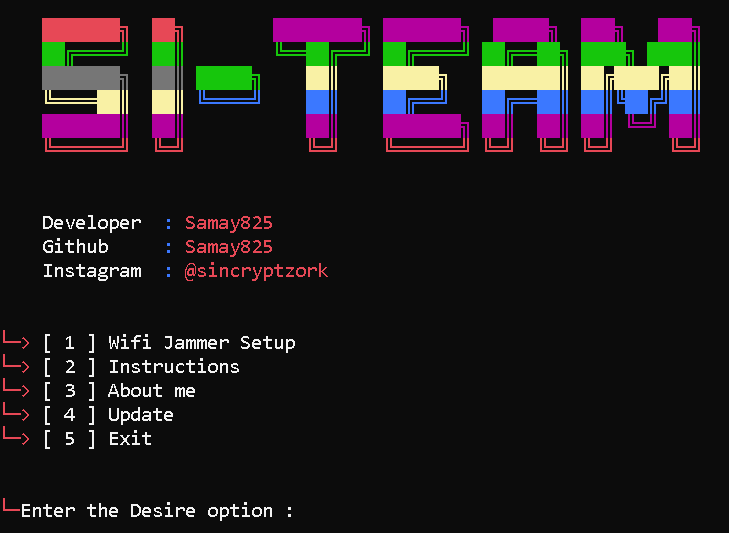 SI-TEAM
Developer : Samay825
Github : Samay825
Instagram : @sincryptzork
[ 1 ] Wifi Jammer Setup
[ 2 ] Instructions
[ 3 ] About me
[ 4 ] Update
[ 5 ] Exit
Enter the Desire option :